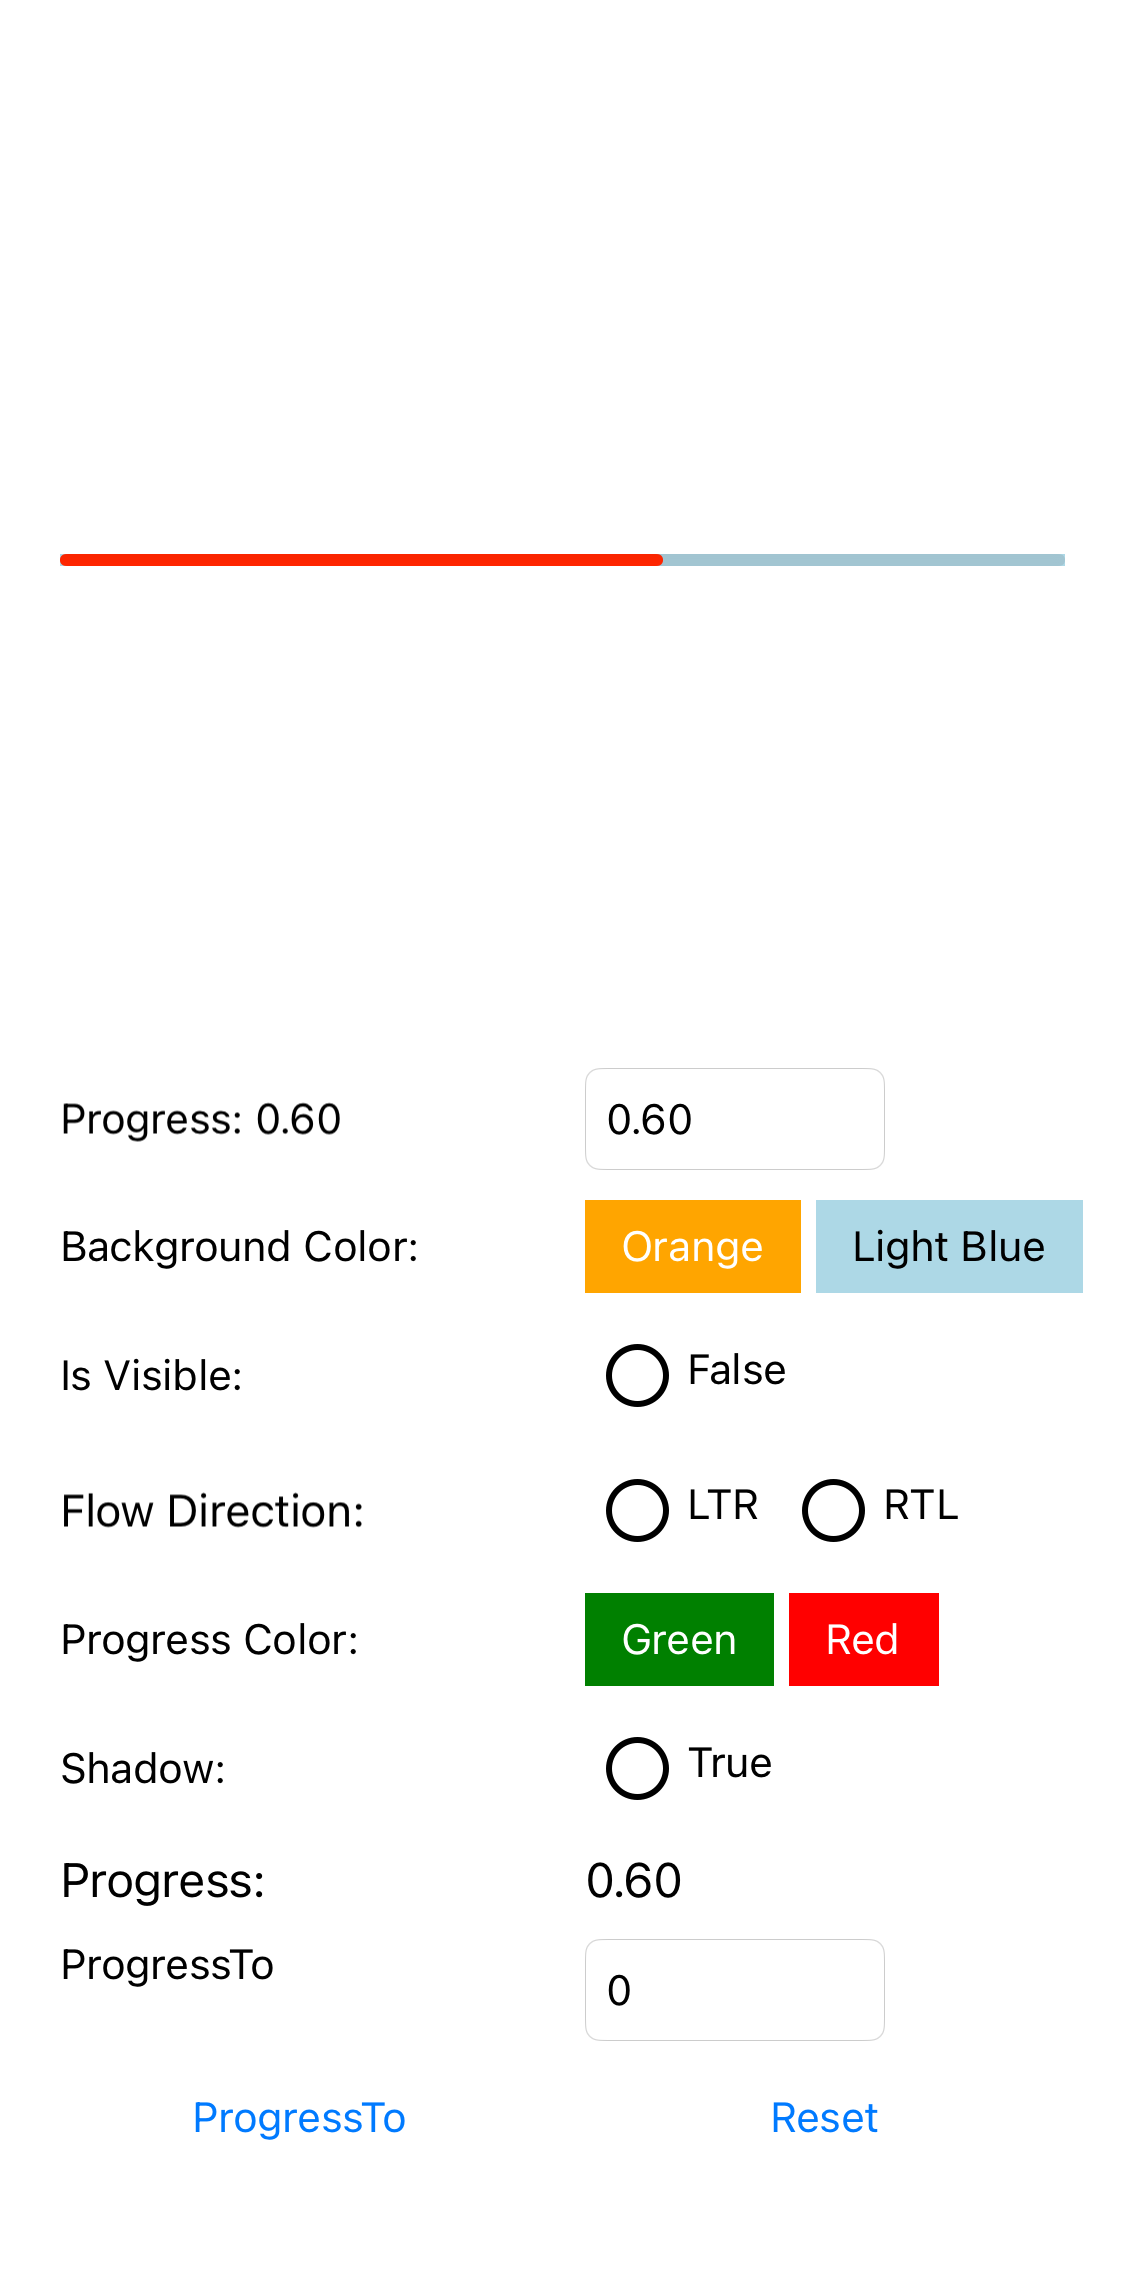 Progress: 0.60 0.60
Background Color: Orange Light Blue
Is Visible: False
Flow Direction: LTR RTL
Progress Color: Green Red
Shadow: True
Progress: 0.60
ProgressTo 0
ProgressTo Reset